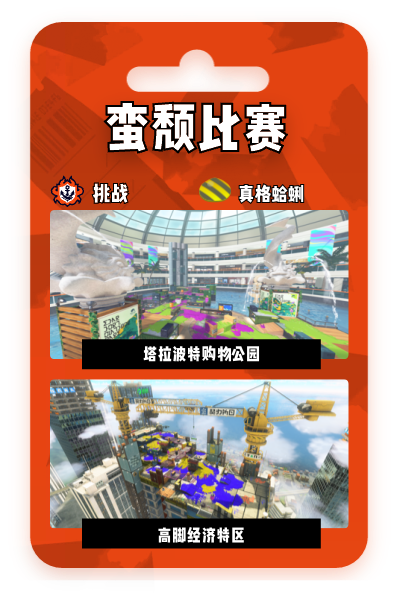 蛮颓比赛
挑战
真格蛤蜊
塔拉波特购物公园
高脚经济特区